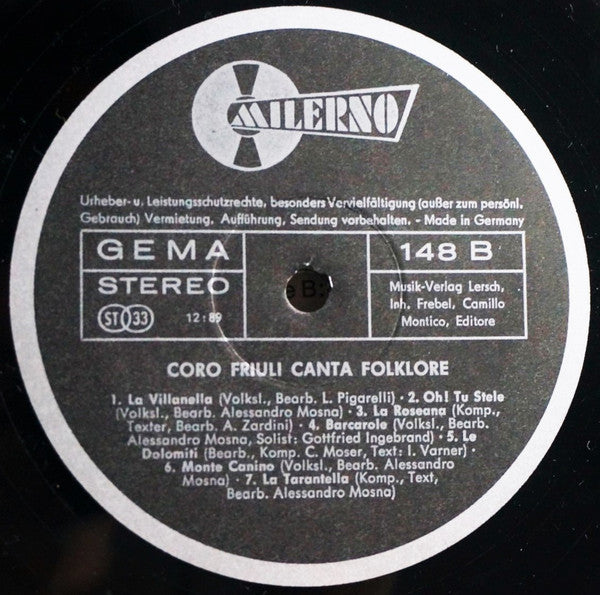 MILERNO
Urheber- u. Leistungsschutzrechte, besonders Vervielfältigung (außer zum persönl.
Gebrauch) Vermietung, Aufführung, Sendung vorbehalten. - Made in Germany
GEMA
148 B
STEREO
ST 33
12:89
Musik-Verlag Lersch,
Inh. Frebel, Camillo
Montico, Editore
CORO FRIULI CANTA FOLKLORE
1. La Villanella (Volksl., Bearb. L. Pigarelli) · 2. Oh! Tu Stele
(Volksl., Bearb. Alessandro Mosna) · 3. La Roseana (Komp.,
Texter, Bearb. A. Zardini) · 4. Barcarole (Volksl., Bearb.
Alessandro Mosna, Solist: Gottfried Ingebrand) · 5. Le
Dolomiti (Bearb., Komp. C. Moser, Text: I. Varner) ·
6. Monte Canino (Volksl., Bearb. Alessandro
Mosna) · 7. La Tarantella (Komp., Text,
Bearb. Alessandro Mosna)